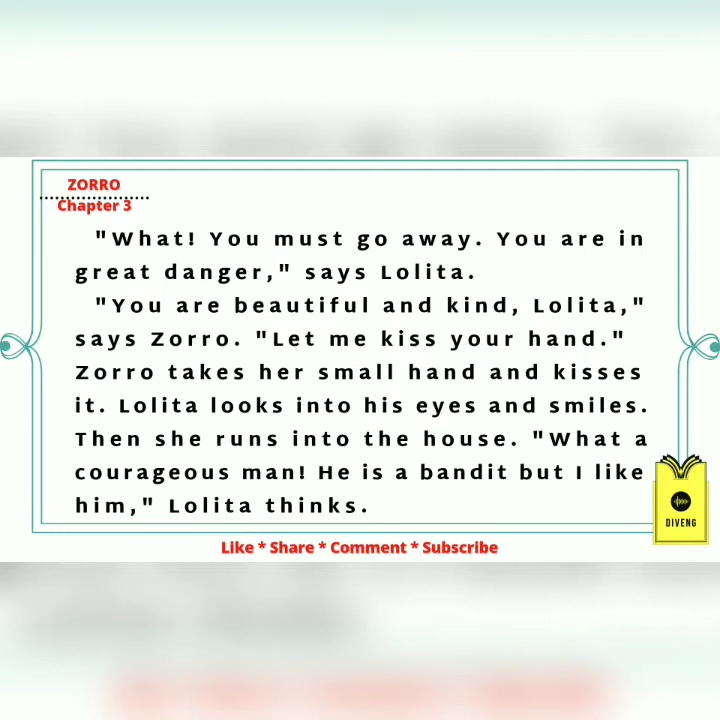 ZORRO
Chapter 3
"What! You must go away. You are in
great danger," says Lolita.
"You are beautiful and kind, Lolita,"
says Zorro. "Let me kiss your hand."
Zorro takes her small hand and kisses
it. Lolita looks into his eyes and smiles.
Then she runs into the house. "What a
courageous man! He is a bandit but I like
him," Lolita thinks.
DIVENG
Like * Share * Comment * Subscribe